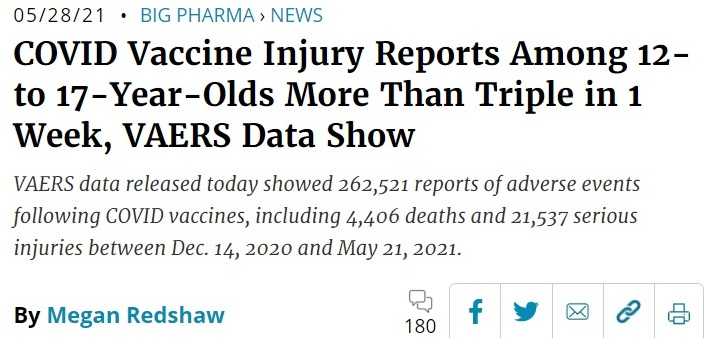 05/28/21 • BIG PHARMA › NEWS
COVID Vaccine Injury Reports Among 12-
to 17-Year-Olds More Than Triple in 1
Week, VAERS Data Show
VAERS data released today showed 262,521 reports of adverse events
following COVID vaccines, including 4,406 deaths and 21,537 serious
injuries between Dec. 14, 2020 and May 21, 2021.
By Megan Redshaw
180